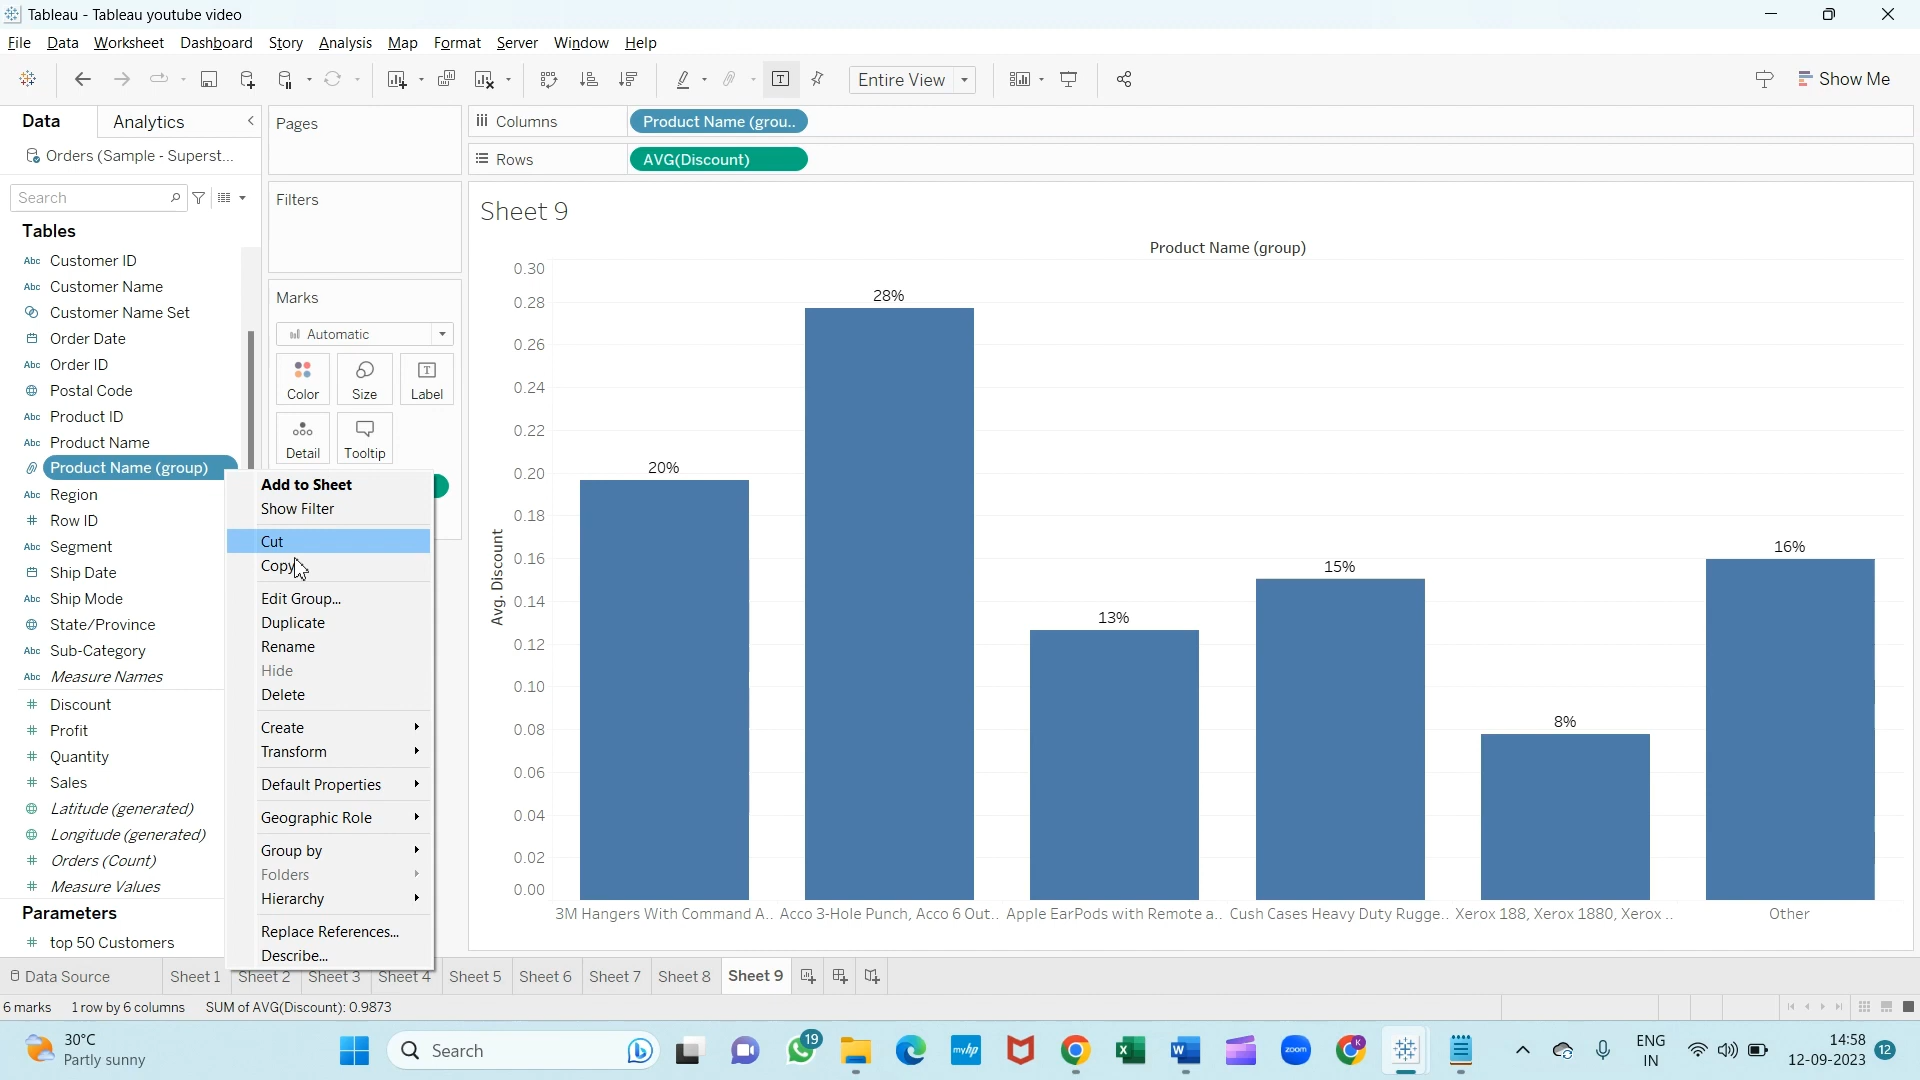 Tableau - Tableau youtube video
File Data Worksheet Dashboard Story Analysis Map Format Server Window Help
Entire View
Show Me
Data Analytics
Orders (Sample - Superst...
Search
Tables
Abc Customer ID
Abc Customer Name
Customer Name Set
Order Date
Abc Order ID
Postal Code
Abc Product ID
Abc Product Name
Product Name (group)
Abc Region
# Row ID
Abc Segment
Ship Date
Abc Ship Mode
State/Province
Abc Sub-Category
Abc Measure Names
# Discount
# Profit
# Quantity
# Sales
Latitude (generated)
Longitude (generated)
# Orders (Count)
# Measure Values
Parameters
# top 50 Customers
Pages
Filters
Marks
Automatic
Color Size Label
Detail Tooltip
Add to Sheet
Show Filter
Cut
Copy
Edit Group...
Duplicate
Rename
Hide
Delete
Create
Transform
Default Properties
Geographic Role
Group by
Folders
Hierarchy
Replace References...
Describe...
Columns Product Name (grou..
Rows AVG(Discount)
Sheet 9
Product Name (group)
Avg. Discount
0.30
0.28
0.26
0.24
0.22
0.20
0.18
0.16
0.14
0.12
0.10
0.08
0.06
0.04
0.02
0.00
20%
28%
13%
15%
8%
16%
3M Hangers With Command A.. Acco 3-Hole Punch, Acco 6 Out.. Apple EarPods with Remote a.. Cush Cases Heavy Duty Rugge.. Xerox 188, Xerox 1880, Xerox .. Other
Data Source Sheet 1 Sheet 2 Sheet 3 Sheet 4 Sheet 5 Sheet 6 Sheet 7 Sheet 8 Sheet 9
6 marks 1 row by 6 columns SUM of AVG(Discount): 0.9873
30°C
Partly sunny
Search
19
myhp
zoom
K
ENG
IN
14:58
12-09-2023
12